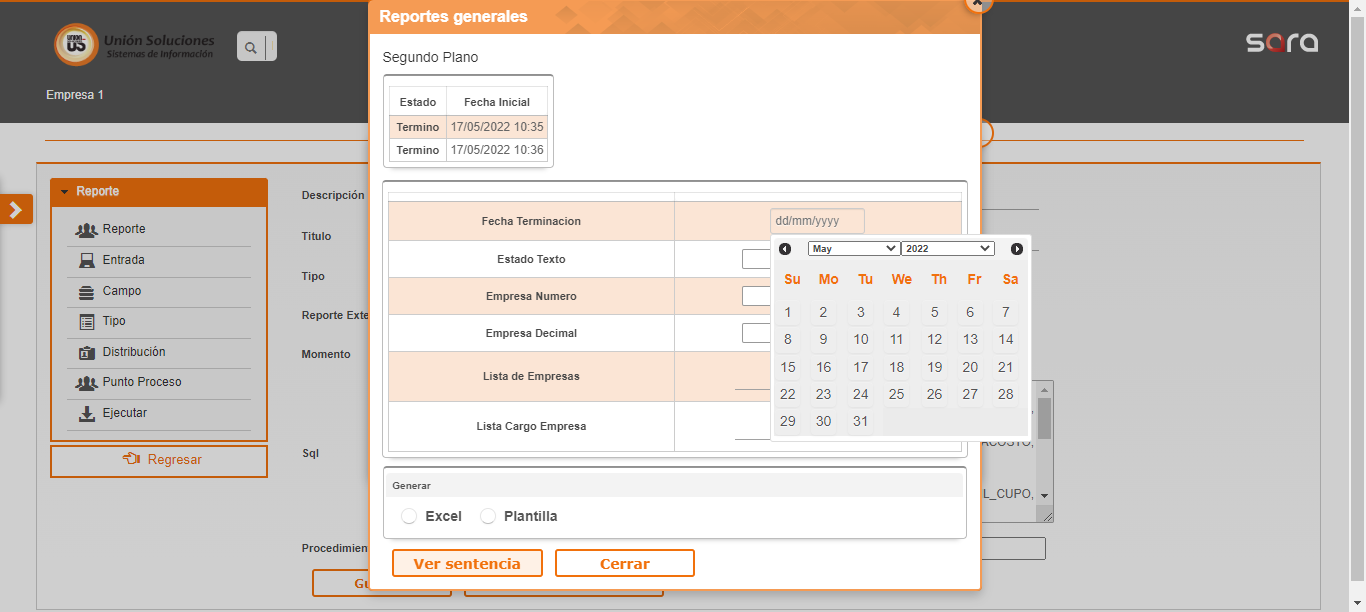 Reportes generales
Unión Soluciones
Sistemas de Información
UNION
US
sara
Empresa 1
Segundo Plano
Estado Fecha Inicial
Termino 17/05/2022 10:35
Termino 17/05/2022 10:36
Reporte
Reporte
Entrada
Campo
Tipo
Distribución
Punto Proceso
Ejecutar
Regresar
Descripción
Titulo
Tipo
Reporte Exte
Momento
Sql
Procedimien
Gu
Fecha Terminacion dd/mm/yyyy
Estado Texto
Empresa Numero
Empresa Decimal
Lista de Empresas
Lista Cargo Empresa
May 2022
Su Mo Tu We Th Fr Sa
1 2 3 4 5 6 7
8 9 10 11 12 13 14
15 16 17 18 19 20 21
22 23 24 25 26 27 28
29 30 31
L_CUPO,
Generar
Excel Plantilla
Ver sentencia Cerrar